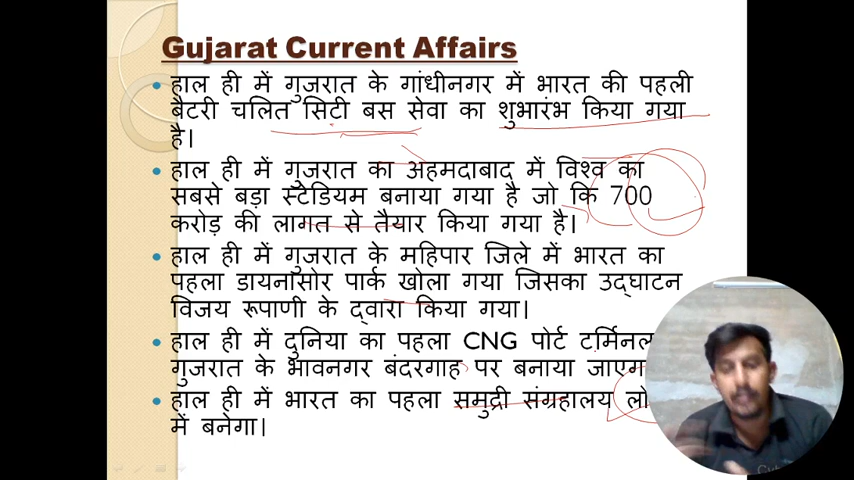 Gujarat Current Affairs
• हाल ही में गुजरात के गांधीनगर में भारत की पहली
बैटरी चलित सिटी बस सेवा का शुभारंभ किया गया
है।
• हाल ही में गुजरात का अहमदाबाद में विश्व का
सबसे बड़ा स्टेडियम बनाया गया है जो कि 700
करोड़ की लागत से तैयार किया गया है।
• हाल ही में गुजरात के महिपार जिले में भारत का
पहला डायनासोर पार्क खोला गया जिसका उद्घाटन
विजय रूपाणी के द्वारा किया गया।
• हाल ही में दुनिया का पहला CNG पोर्ट टर्मिनल
गुजरात के भावनगर बंदरगाह पर बनाया
• हाल ही में भारत का पहला समुद्री संग्रहालय
में बनेगा।